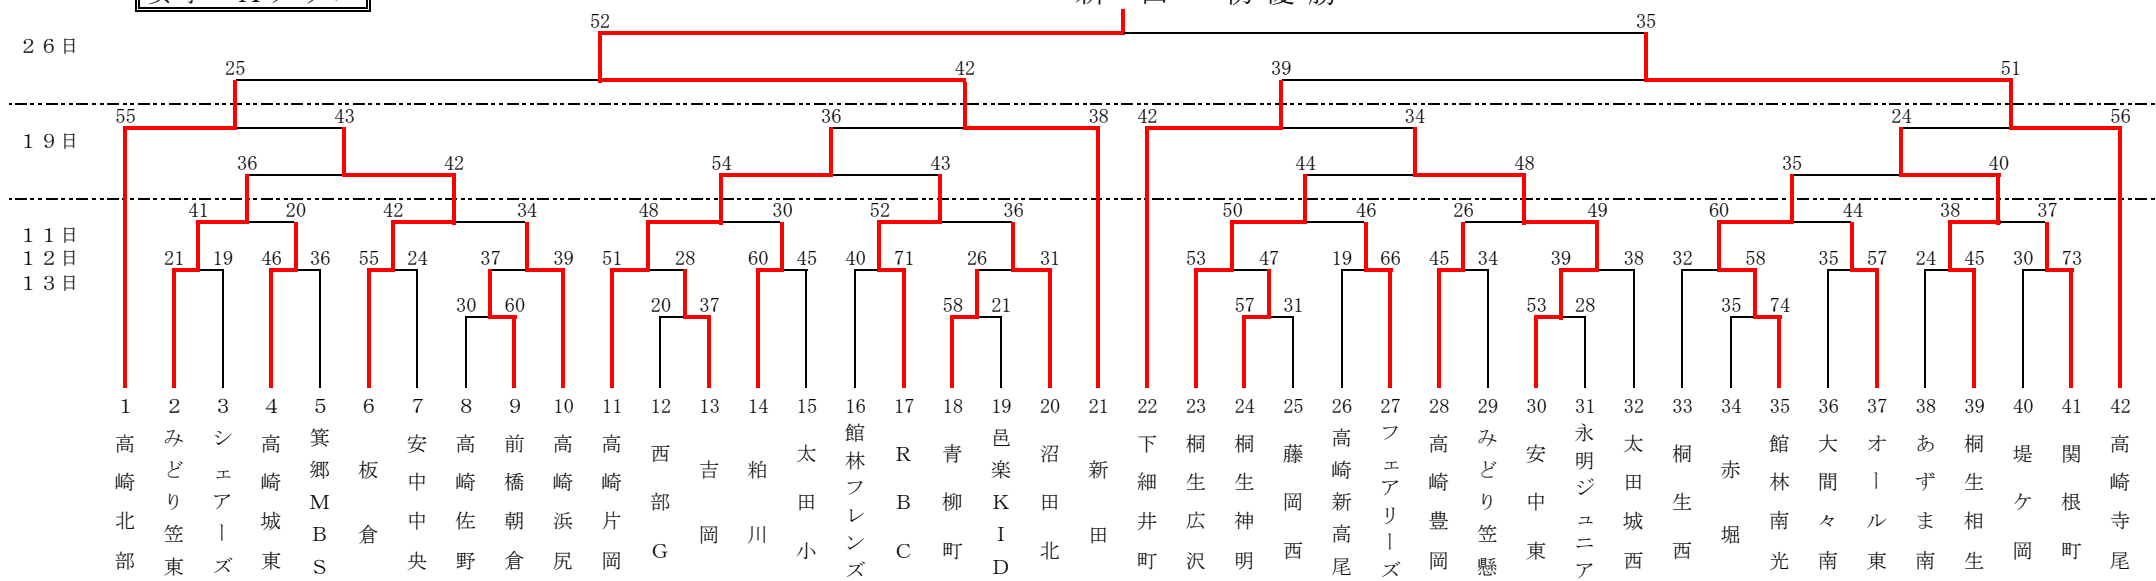 新 田 初 優 勝
52 35
２６日
25 42 39 51
55 43 36 38 42 34 24 56
１９日
36 42 54 43 44 48 35 40
41 20 42 34 48 30 52 36 50 46 26 49 60 44 38 37
１１日
１２日
21 19 46 36 55 24 37 39 51 28 60 45 40 71 26 31 53 47 19 66 45 34 39 38 32 58 35 57 24 45 30 73
１３日
30 60 20 37 58 21 57 31 53 28 35 74
1 2 3 4 5 6 7 8 9 10 11 12 13 14 15 16 17 18 19 20 21 22 23 24 25 26 27 28 29 30 31 32 33 34 35 36 37 38 39 40 41 42
高崎北部
みどり笠東
シェアーズ
高崎城東
箕郷ＭＢＳ
板倉
安中中央
高崎佐野
前橋朝倉
高崎浜尻
高崎片岡
西部Ｇ
吉岡
粕川
太田小
館林フレンズ
ＲＢＣ
青柳町
邑楽ＫＩＤ
沼田北
新田
下細井町
桐生広沢
桐生神明
藤岡西
高崎新高尾
フェアリーズ
高崎豊岡
みどり笠懸
安中東
永明ジュニア
太田城西
桐生西
赤堀
館林南光
大間々南
オール東
あずま南
桐生相生
堤ケ岡
関根町
高崎寺尾